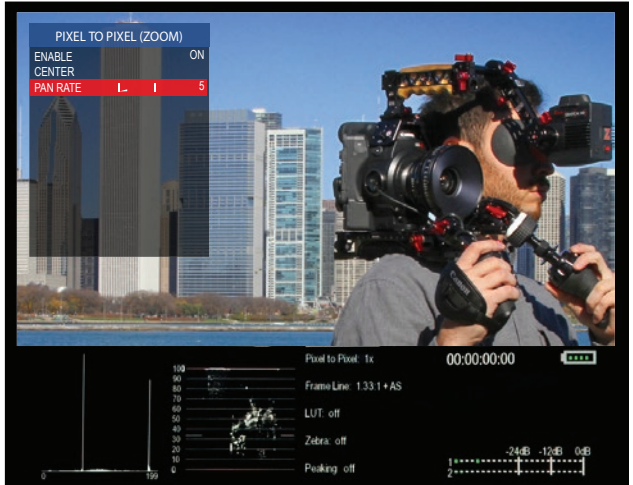 PIXEL TO PIXEL (ZOOM)
ENABLE ON
CENTER
PAN RATE 5
Canon
100
90
80
70
60
50
40
30
20
10
0
0 199
Pixel to Pixel: 1x
Frame Line: 1.33:1 + AS
LUT: off
Zebra: off
Peaking off
00:00:00:00
-24dB -12dB 0dB
1
2